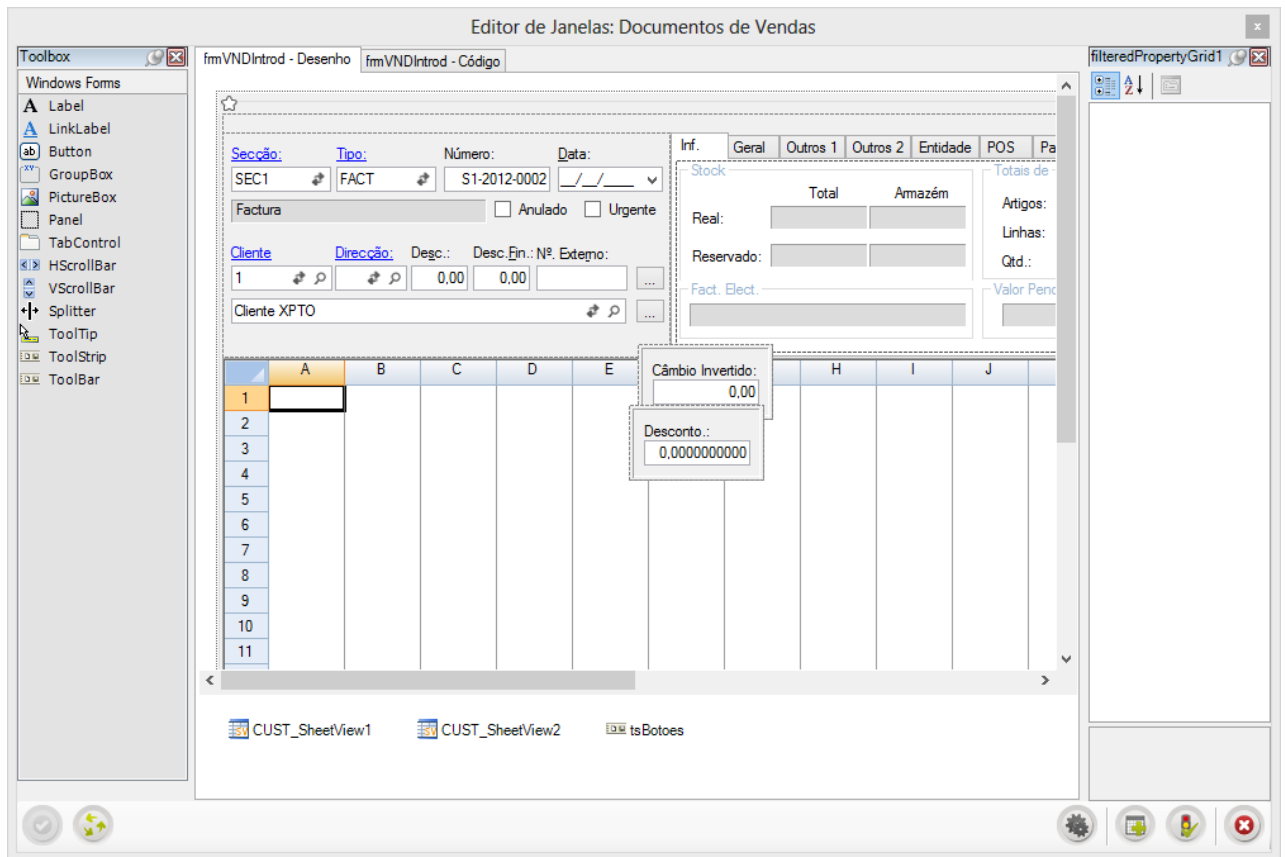 Editor de Janelas: Documentos de Vendas
x
Toolbox
Windows Forms
A Label
A LinkLabel
ab Button
XY GroupBox
PictureBox
Panel
TabControl
HScrollBar
VScrollBar
Splitter
ToolTip
ToolStrip
ToolBar
frmVNDIntrod - Desenho
frmVNDIntrod - Código
Secção: Tipo: Número: Data:
SEC1 FACT S1-2012-0002 __/__/____
Factura Anulado Urgente
Cliente Direcção: Desc.: Desc.Fin.: Nº. Externo:
1 0,00 0,00 ...
Cliente XPTO ...
Inf. Geral Outros 1 Outros 2 Entidade POS Pa
Stock
Total Armazém
Real:
Reservado:
Fact. Elect.
Totais de
Artigos:
Linhas:
Qtd.:
Valor Pend
A B C D E H I J
1
2
3
4
5
6
7
8
9
10
11
Câmbio Invertido:
0,00
Desconto.:
0,0000000000
CUST_SheetView1 CUST_SheetView2 tsBotoes
filteredPropertyGrid1
A
Z